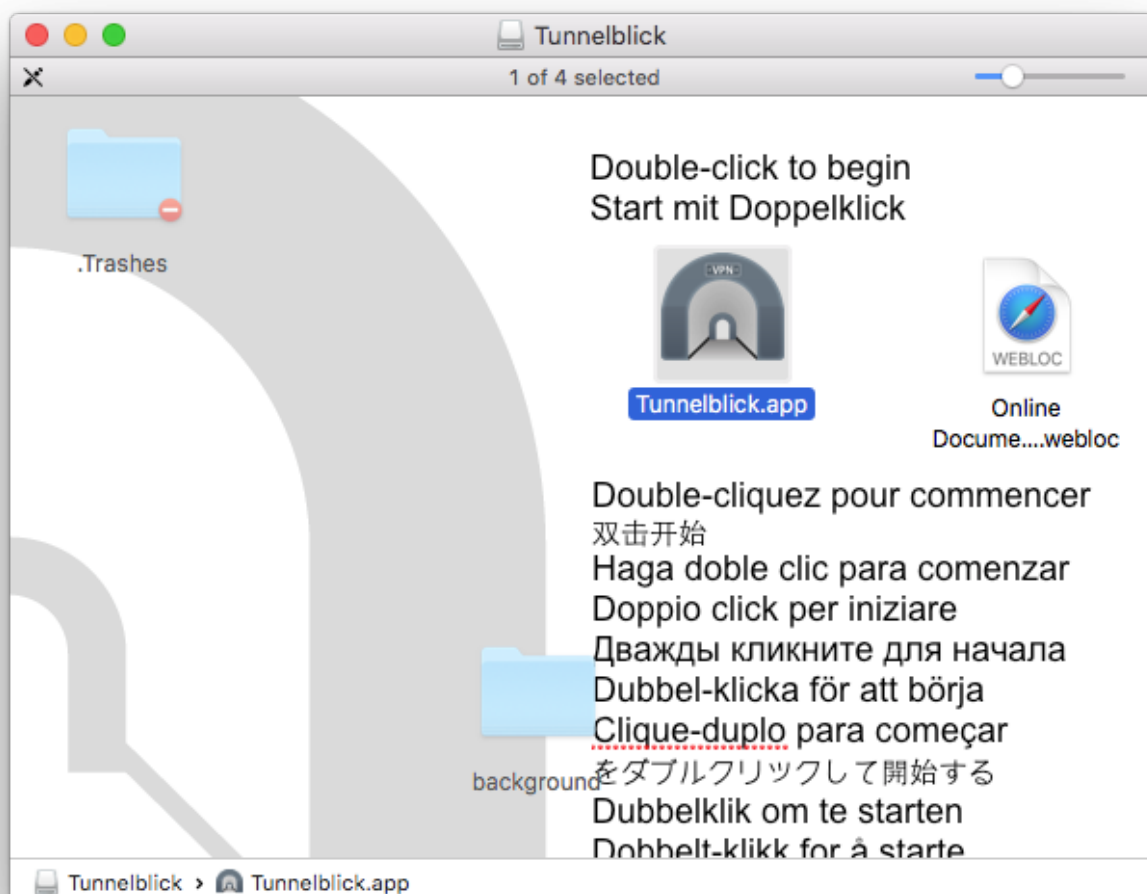 Tunnelblick
1 of 4 selected
.Trashes
Double-click to begin
Start mit Doppelklick
VPN
Tunnelblick.app
WEBLOC
Online
Docume....webloc
Double-cliquez pour commencer
双击开始
Haga doble clic para comenzar
Doppio click per iniziare
Дважды кликните для начала
Dubbel-klicka för att börja
Clique-duplo para começar
をダブルクリックして開始する
background
Dubbelklik om te starten
Dobbelt-klikk for å starte
Tunnelblick › Tunnelblick.app